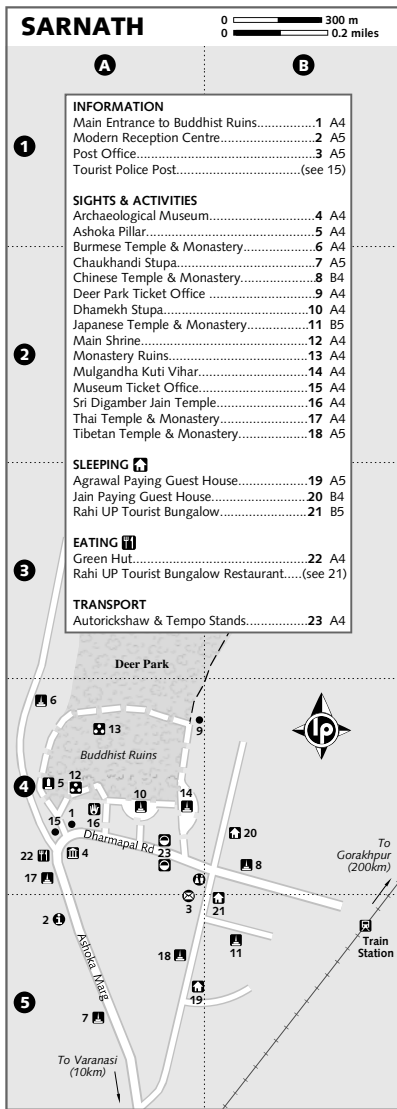 SARNATH
0 300 m
0 0.2 miles
A B
1
INFORMATION
Main Entrance to Buddhist Ruins................1 A4
Modern Reception Centre................2 A5
Post Office................3 A5
Tourist Police Post................(see 15)
SIGHTS & ACTIVITIES
Archaeological Museum................4 A4
Ashoka Pillar................5 A4
Burmese Temple & Monastery................6 A4
Chaukhandi Stupa................7 A5
Chinese Temple & Monastery................8 B4
Deer Park Ticket Office ................9 A4
Dhamekh Stupa................10 A4
Japanese Temple & Monastery................11 B5
Main Shrine................12 A4
Monastery Ruins................13 A4
Mulgandha Kuti Vihar................14 A4
Museum Ticket Office................15 A4
Sri Digamber Jain Temple................16 A4
Thai Temple & Monastery................17 A4
Tibetan Temple & Monastery................18 A5
2
SLEEPING
Agrawal Paying Guest House................19 A5
Jain Paying Guest House................20 B4
Rahi UP Tourist Bungalow................21 B5
EATING
Green Hut................22 A4
Rahi UP Tourist Bungalow Restaurant.....(see 21)
3
TRANSPORT
Autorickshaw & Tempo Stands................23 A4
Deer Park
6
13
9
lp
Buddhist Ruins
4
5
12
10
14
15
1
16
Dharmapal Rd
23
20
22
4
8
To
Gorakhpur
(200km)
17
3
21
2
Ashoka Marg
18
11
Train
Station
19
5
7
To Varanasi
(10km)